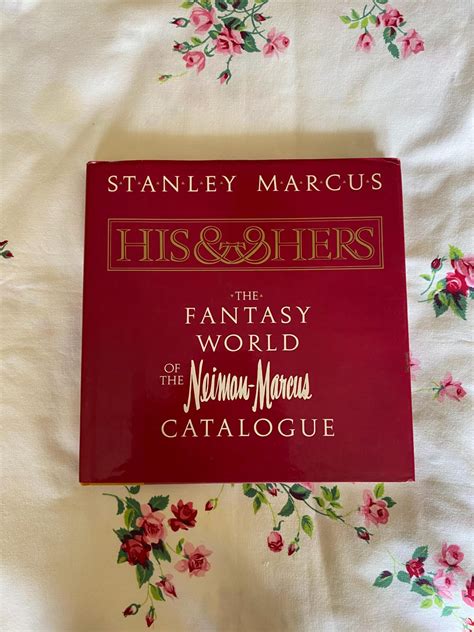 STANLEY MARCUS
HIS & HERS
THE
FANTASY
WORLD
OF THE Neiman-Marcus
CATALOGUE